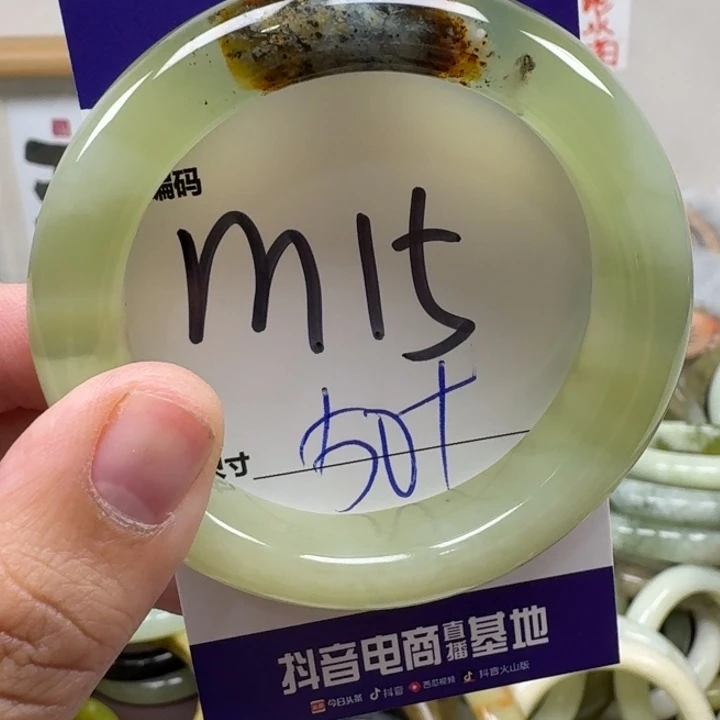 编码
M15
尺寸 50+
抖音电商直播基地
今日头条 抖音 西瓜视频 抖音火山版